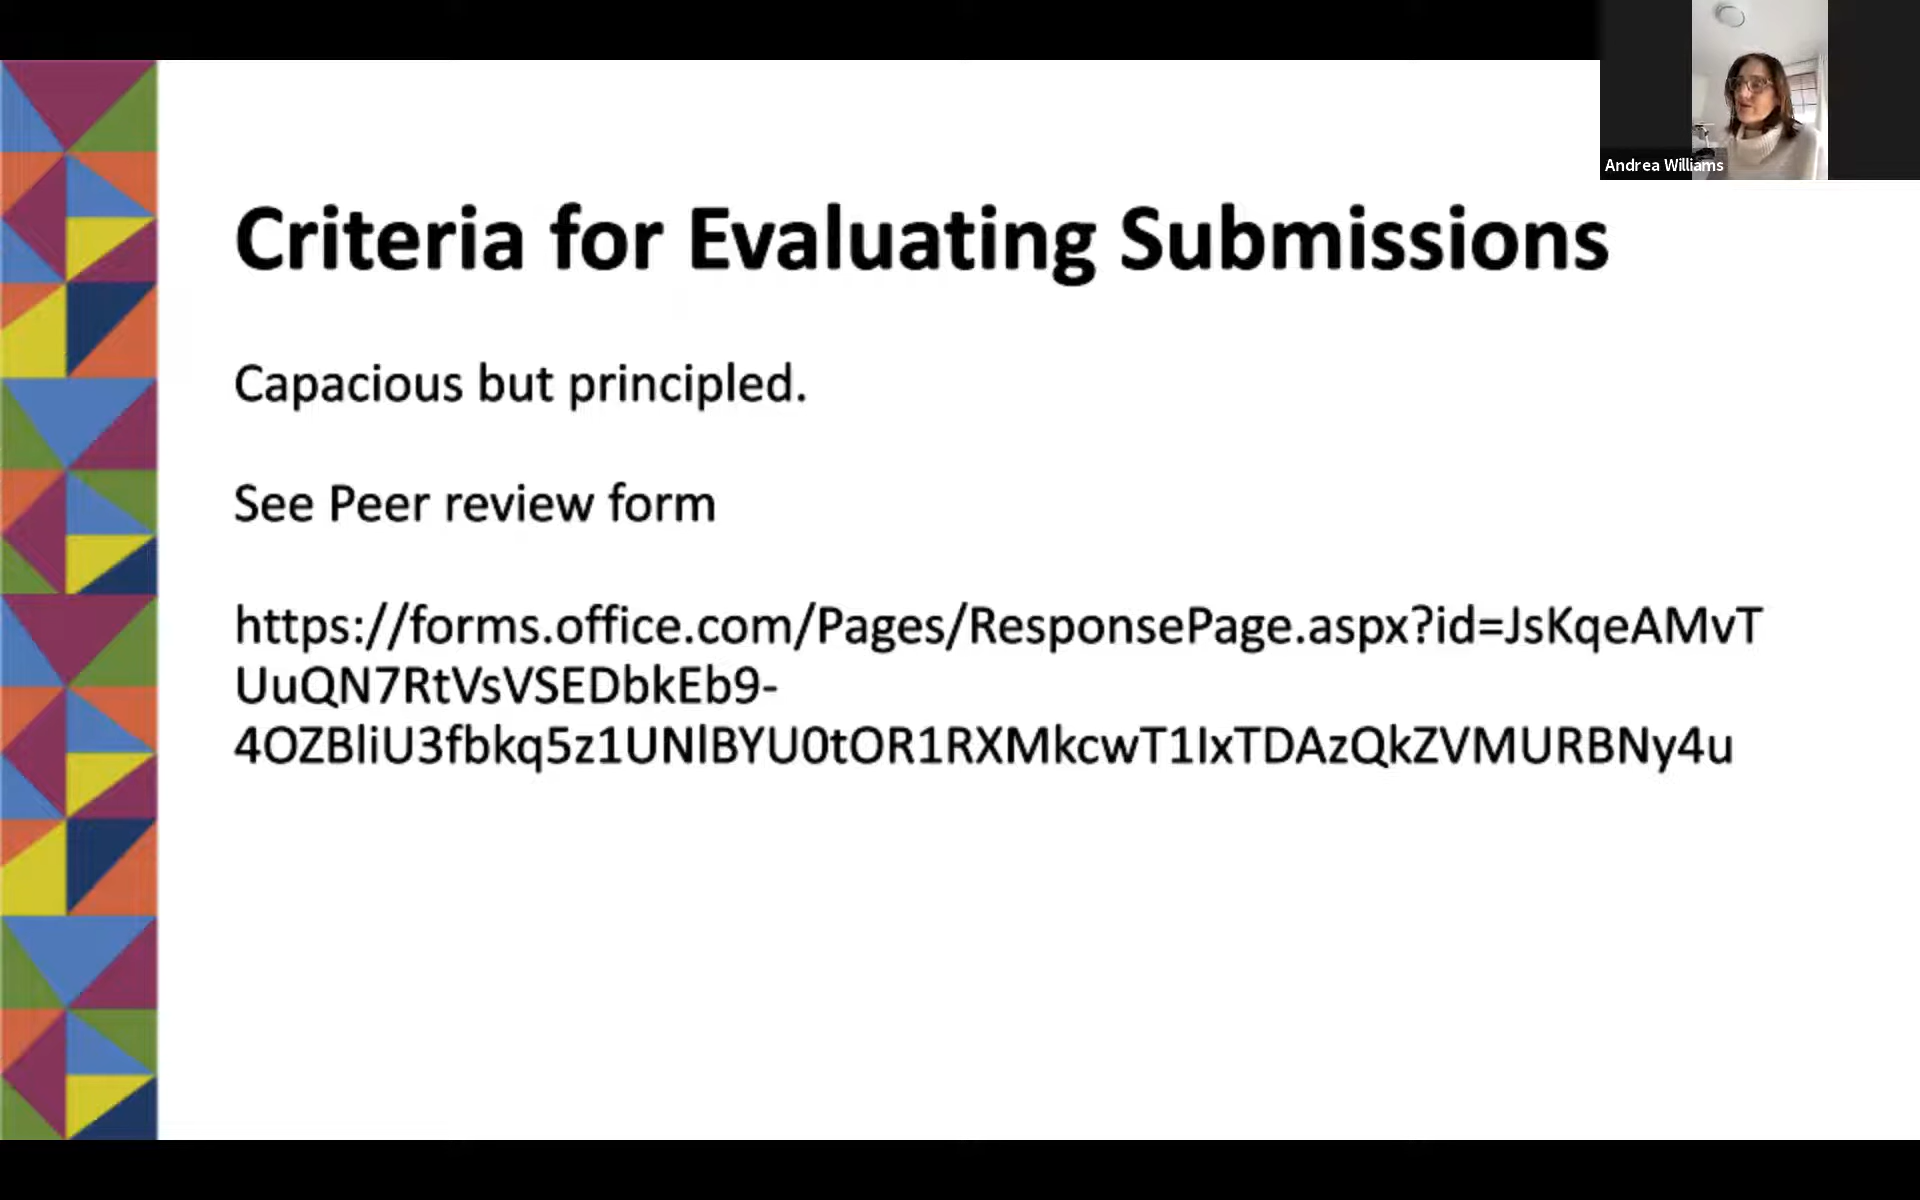 Andrea Williams
Criteria for Evaluating Submissions
Capacious but principled.
See Peer review form
https://forms.office.com/Pages/ResponsePage.aspx?id=JsKqeAMvT
UuQN7RtVsVSEDbkEb9-
4OZBliU3fbkq5z1UNlBYU0tOR1RXMkcwT1IxTDAzQkZVMURBNy4u